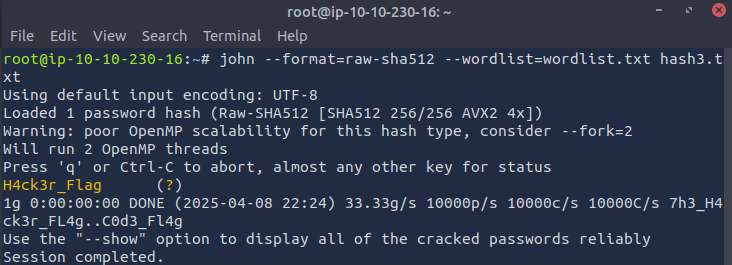 root@ip-10-10-230-16: ~
File Edit View Search Terminal Help
root@ip-10-10-230-16:~# john --format=raw-sha512 --wordlist=wordlist.txt hash3.t
xt
Using default input encoding: UTF-8
Loaded 1 password hash (Raw-SHA512 [SHA512 256/256 AVX2 4x])
Warning: poor OpenMP scalability for this hash type, consider --fork=2
Will run 2 OpenMP threads
Press 'q' or Ctrl-C to abort, almost any other key for status
H4ck3r_Flag      (?)
1g 0:00:00:00 DONE (2025-04-08 22:24) 33.33g/s 10000p/s 10000c/s 10000C/s 7h3_H4
ck3r_FL4g..C0d3_Fl4g
Use the "--show" option to display all of the cracked passwords reliably
Session completed.